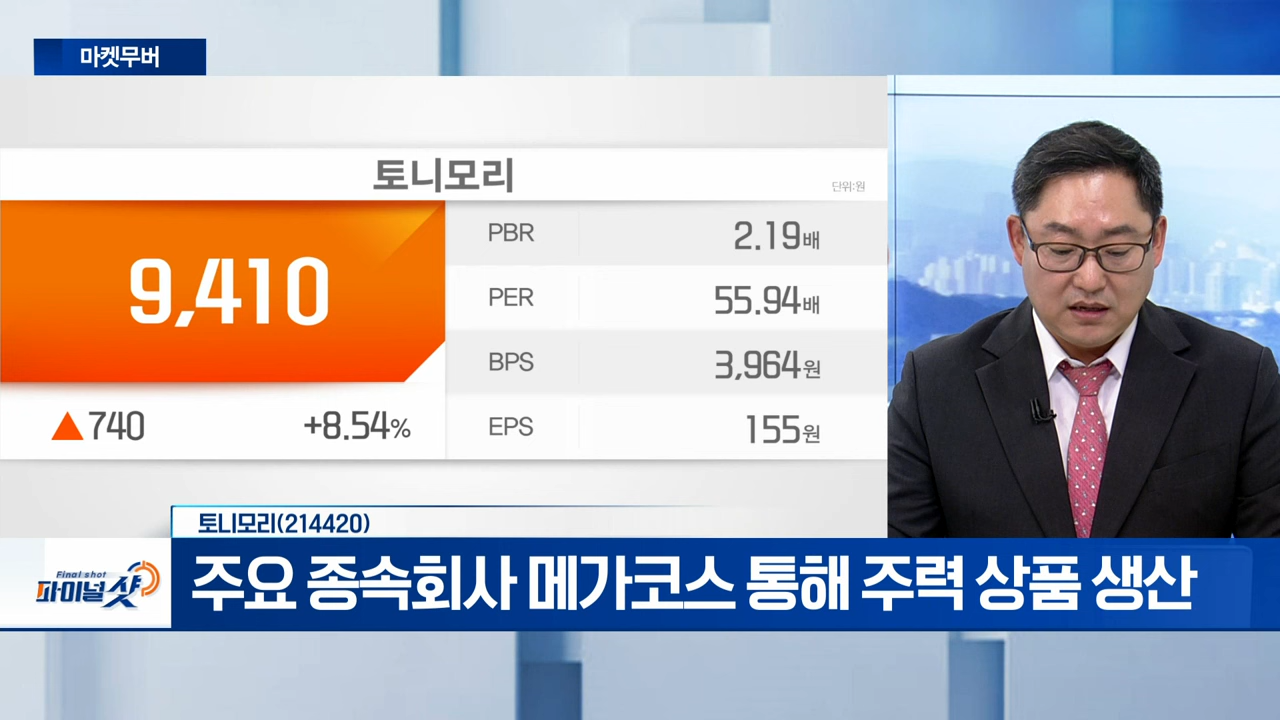 마켓무버
토니모리
단위:원
9,410
▲740 +8.54%
PBR 2.19배
PER 55.94배
BPS 3,964원
EPS 155원
토니모리(214420)
Final shot
파이널샷
주요 종속회사 메가코스 통해 주력 상품 생산